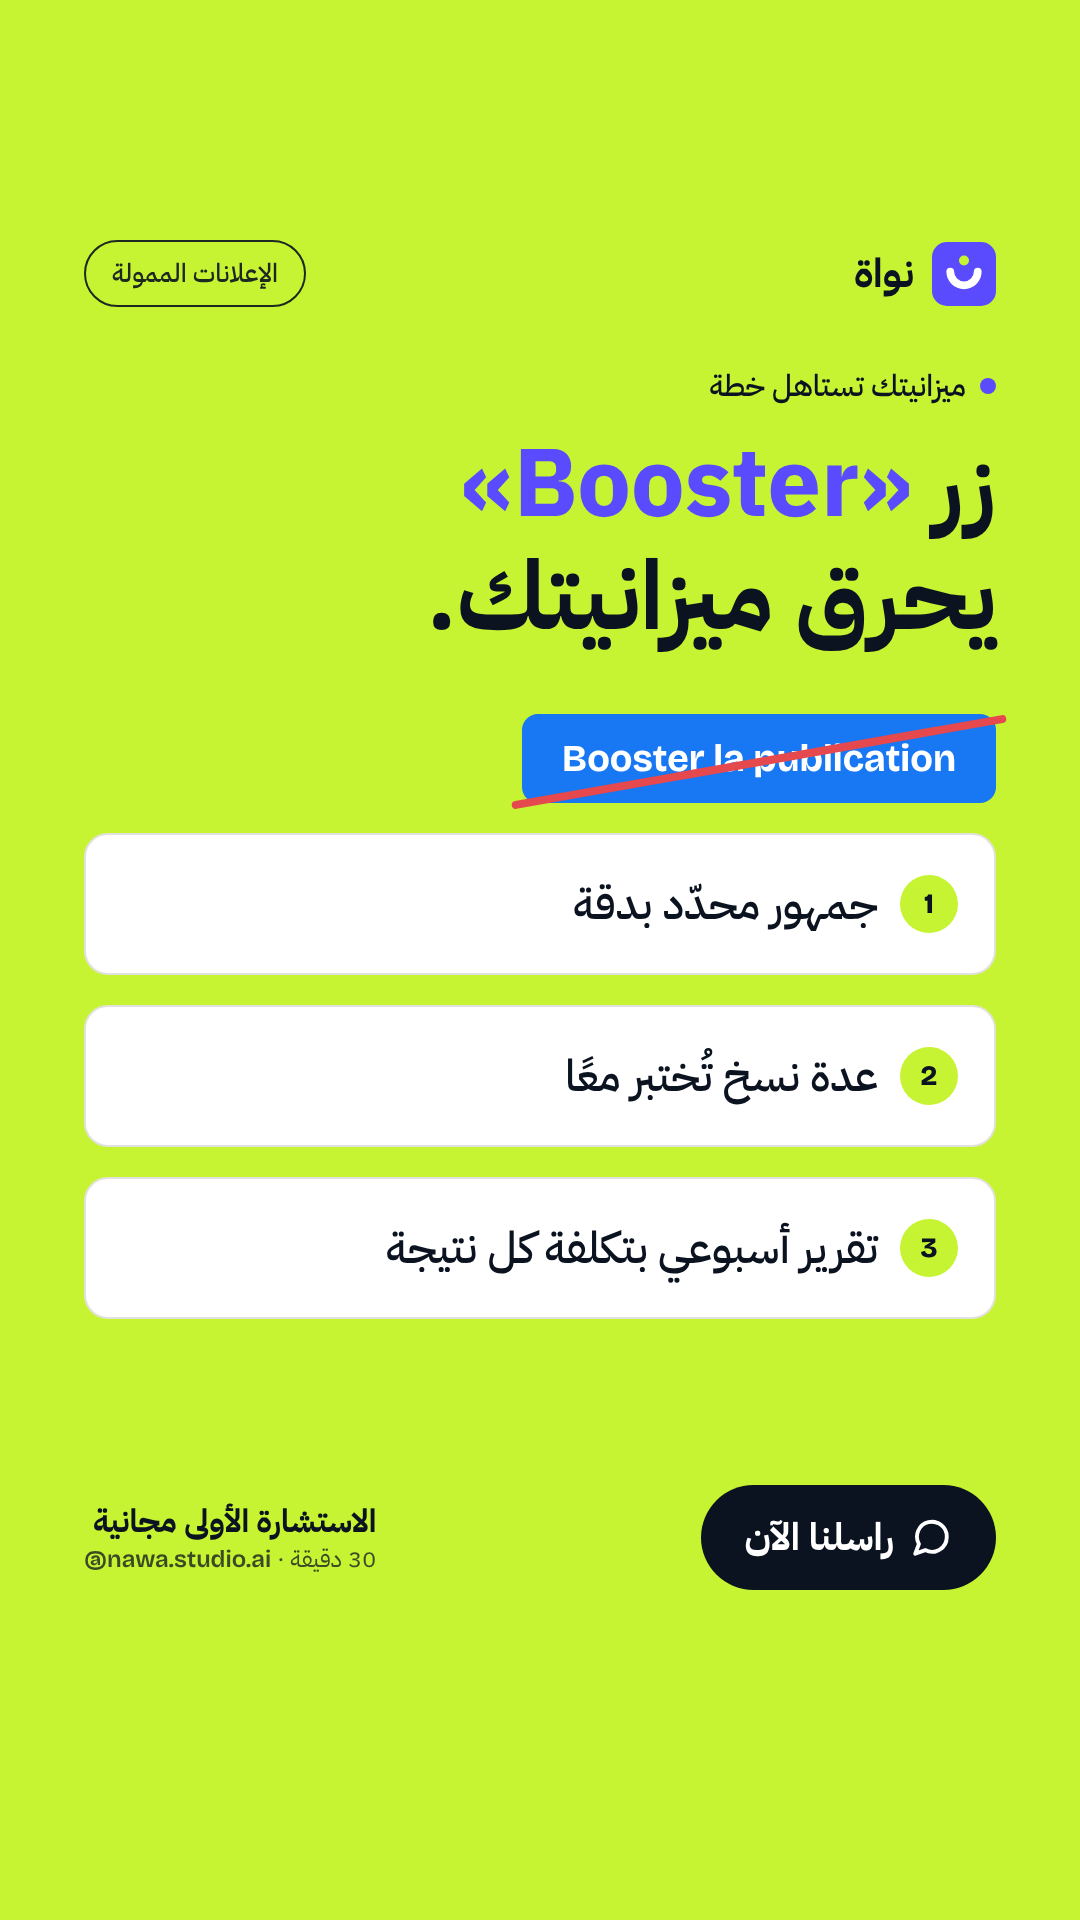 نواة
الإعلانات الممولة
ميزانيتك تستاهل خطة
زر «Booster»
يحرق ميزانيتك.
Booster la publication
1 جمهور محدّد بدقة
2 عدة نسخ تُختبر معًا
3 تقرير أسبوعي بتكلفة كل نتيجة
راسلنا الآن
الاستشارة الأولى مجانية
30 دقيقة · @nawa.studio.ai